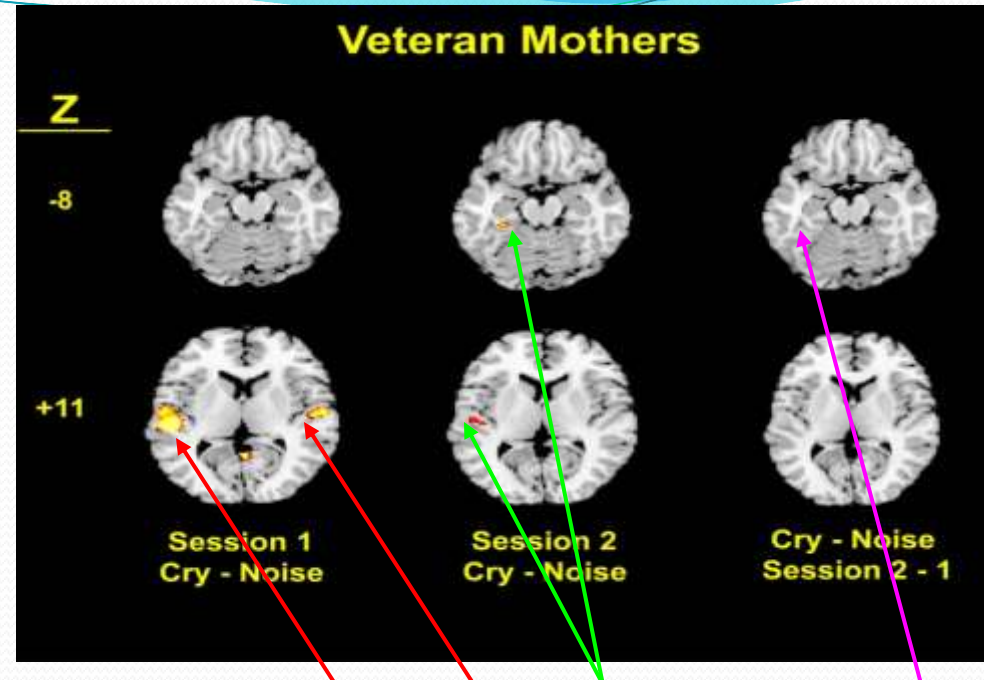 Veteran Mothers
Z
-8
+11
Session 1
Cry - Noise
Session 2
Cry - Noise
Cry - Noise
Session 2 - 1